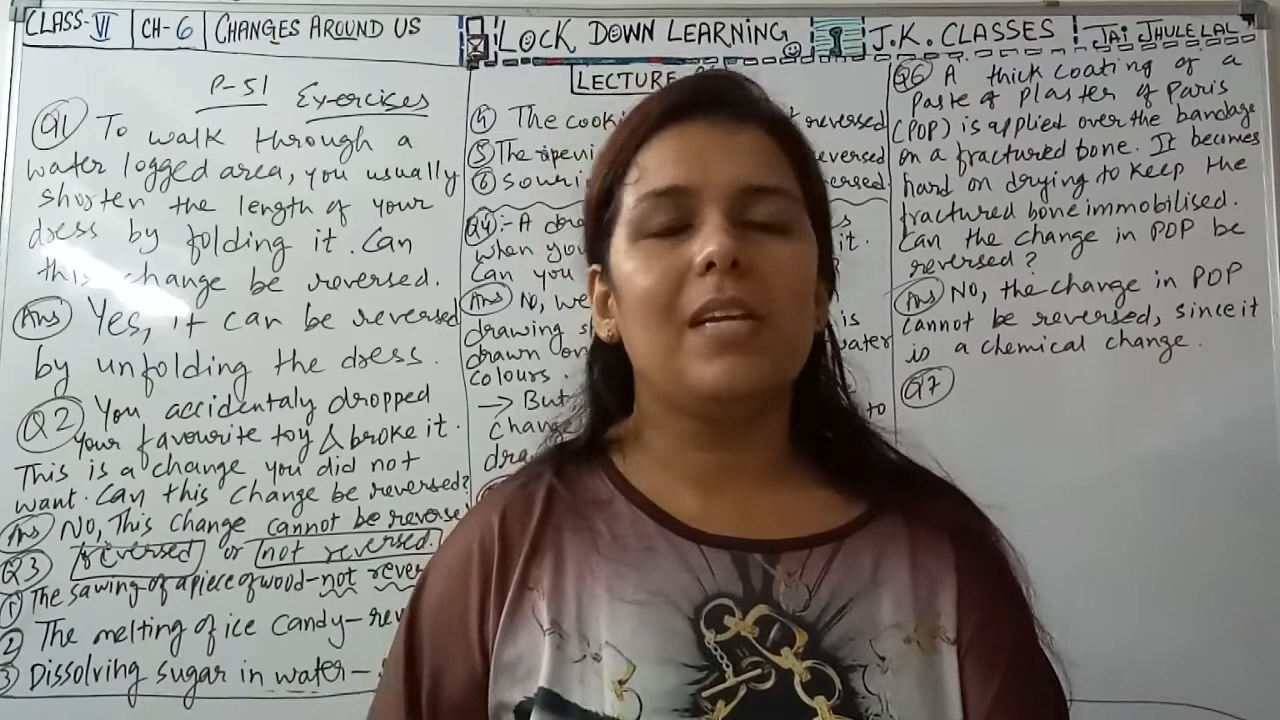 CLASS-VI CH-6 CHANGES AROUND US
LOCK DOWN LEARNING
J.K. CLASSES
JAI JHULELAL
P-51 Exercises
Q1 To walk through a
water logged area, you usually
shorten the length of your
dress by folding it. Can
this change be reversed.
Ans Yes, it can be reversed
by unfolding the dress.
Q2 You accidentaly dropped
your favourite toy & broke it.
This is a change you did not
want. Can this change be reversed?
Ans No, This change cannot be reverse
Q3 reversed or not reversed.
1 The sawing of a piece of wood-not rever
2 The melting of ice candy-rev
3 Dissolving sugar in water-
LECTURE
4 The cook reversed
5 The ripeni eversed
6 Souri ersed
Q4:- A dra s
when you it.
Can you
Ans No, we
drawing s is
drawn on water
colours.
→ But, to
change
dra
Q6 A thick coating of a
Paste of Plaster of Paris
(POP) is applied over the bandage
on a fractured bone. It becomes
hard on drying to keep the
fractured bone immobilised.
Can the change in POP be
reversed?
Ans No, the change in POP
cannot be reversed, since it
is a chemical change.
Q7